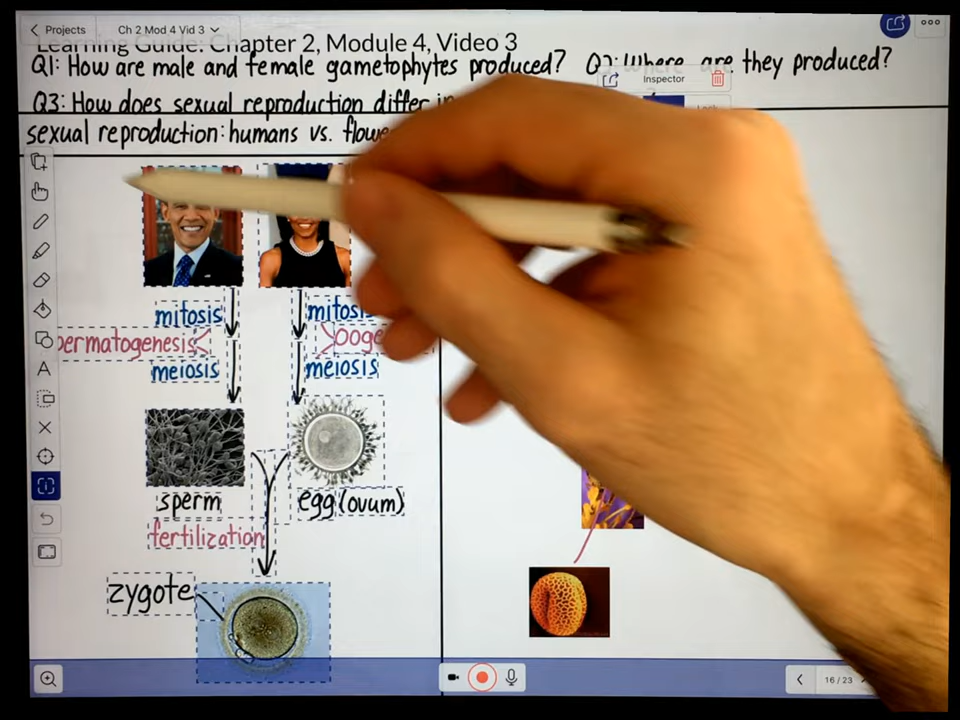 Projects
Ch 2 Mod 4 Vid 3
Learning Guide: Chapter 2, Module 4, Video 3
Q1: How are male and female gametophytes produced? Q2: Where are they produced?
Inspector
Q3: How does sexual reproduction differ in
sexual reproduction: humans vs.
mitosis
meiosis
meiosis
sperm
egg (ovum)
fertilization
zygote
A
16 / 23